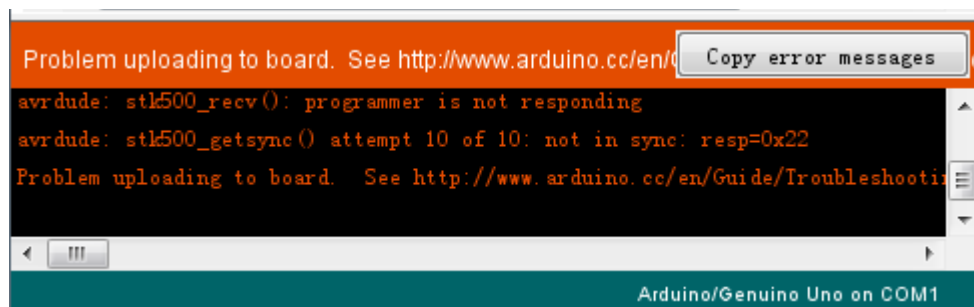 Problem uploading to board. See http://www.arduino.cc/en/
Copy error messages
avrdude: stk500_recv(): programmer is not responding
avrdude: stk500_getsync() attempt 10 of 10: not in sync: resp=0x22
Problem uploading to board. See http://www.arduino.cc/en/Guide/Troubleshooti
Arduino/Genuino Uno on COM1